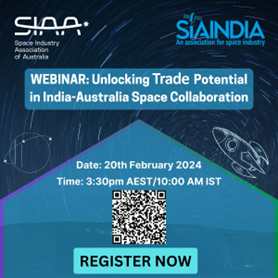 SIAA
Space Industry
Association
of Australia
SIAINDIA
An association for space industry
WEBINAR: Unlocking Trade Potential
in India-Australia Space Collaboration
Date: 20th February 2024
Time: 3:30pm AEST/10:00 AM IST
REGISTER NOW